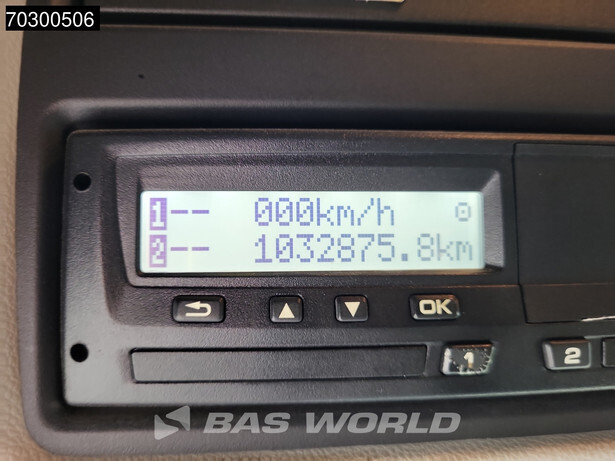 70300506
1-- 000km/h
2-- 1032875.8km
OK
1 2
BAS WORLD